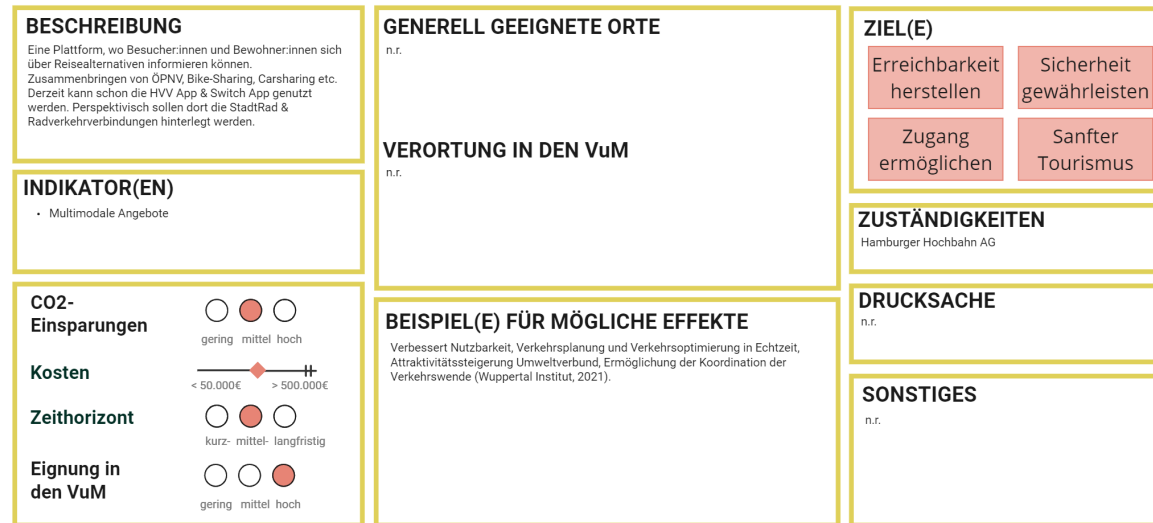 BESCHREIBUNG
Eine Plattform, wo Besucher:innen und Bewohner:innen sich
über Reisealternativen informieren können.
Zusammenbringen von ÖPNV, Bike-Sharing, Carsharing etc.
Derzeit kann schon die HVV App & Switch App genutzt
werden. Perspektivisch sollen dort die StadtRad &
Radverkehrverbindungen hinterlegt werden.
INDIKATOR(EN)
• Multimodale Angebote
CO2-
Einsparungen
gering mittel hoch
Kosten
< 50.000€ > 500.000€
Zeithorizont
kurz- mittel- langfristig
Eignung in
den VuM
gering mittel hoch
GENERELL GEEIGNETE ORTE
n.r.
VERORTUNG IN DEN VuM
n.r.
BEISPIEL(E) FÜR MÖGLICHE EFFEKTE
Verbessert Nutzbarkeit, Verkehrsplanung und Verkehrsoptimierung in Echtzeit,
Attraktivitätssteigerung Umweltverbund, Ermöglichung der Koordination der
Verkehrswende (Wuppertal Institut, 2021).
ZIEL(E)
Erreichbarkeit
herstellen
Sicherheit
gewährleisten
Zugang
ermöglichen
Sanfter
Tourismus
ZUSTÄNDIGKEITEN
Hamburger Hochbahn AG
DRUCKSACHE
n.r.
SONSTIGES
n.r.